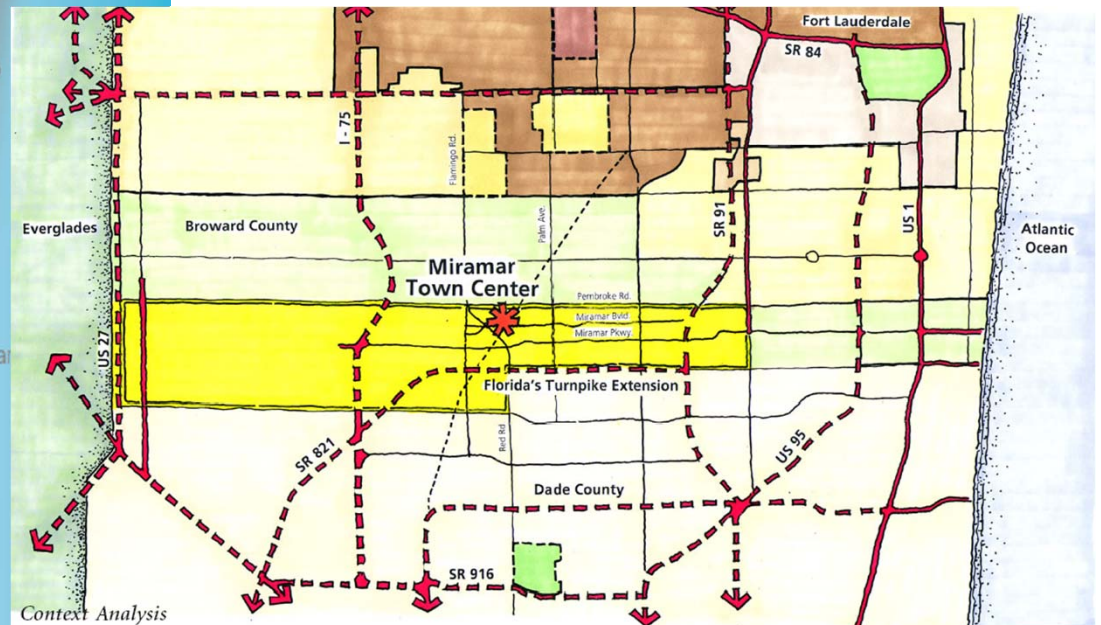 Fort Lauderdale
SR 84
I - 75
Flamingo Rd.
Palm Ave.
SR 91
US 1
Everglades
Broward County
Atlantic
Ocean
Miramar
Town Center
Pembroke Rd.
Miramar Blvd.
Miramar Pkwy.
US 27
Florida's Turnpike Extension
SR 821
Red Rd
US 95
Dade County
SR 916
Context Analysis